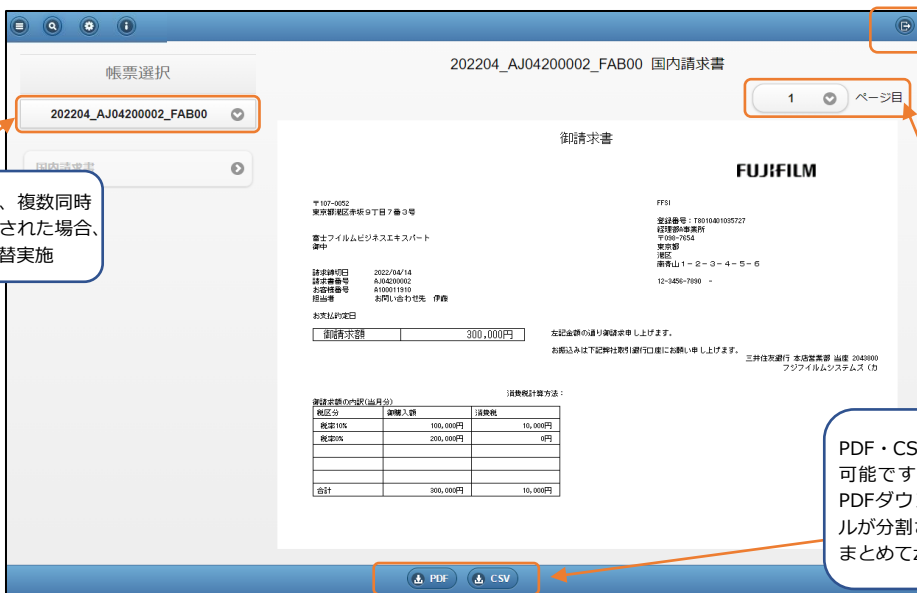 帳票選択
202204_AJ04200002_FAB00
国内請求書
、複数同時
された場合、
替実施
202204_AJ04200002_FAB00 国内請求書
1 ページ目
御請求書
FUJIFILM
〒107-0052
東京都港区赤坂9丁目7番3号
富士フイルムビジネスエキスパート
御中
請求締切日 2022/04/14
請求書番号 AJ04200002
お客様番号 A100011910
担当者 お問い合わせ先 伊藤
お支払約定日
FFSI
登録番号：T8010401035727
経理部A事業所
〒098-7654
東京都
港区
南青山1-2-3-4-5-6
12-3456-7890 -
御請求額 300,000円
左記金額の通り御請求申し上げます。
お振込みは下記弊社取引銀行口座にお願い申し上げます。
三井住友銀行 本店営業部 当座 2043800
フジフイルムシステムズ（カ
消費税計算方法：
御請求額の内訳(当月分)
税区分 御購入額 消費税
税率10% 100,000円 10,000円
税率0% 200,000円 0円
合計 300,000円 10,000円
PDF・CS
可能です
PDFダウ
ルが分割
まとめて
PDF CSV